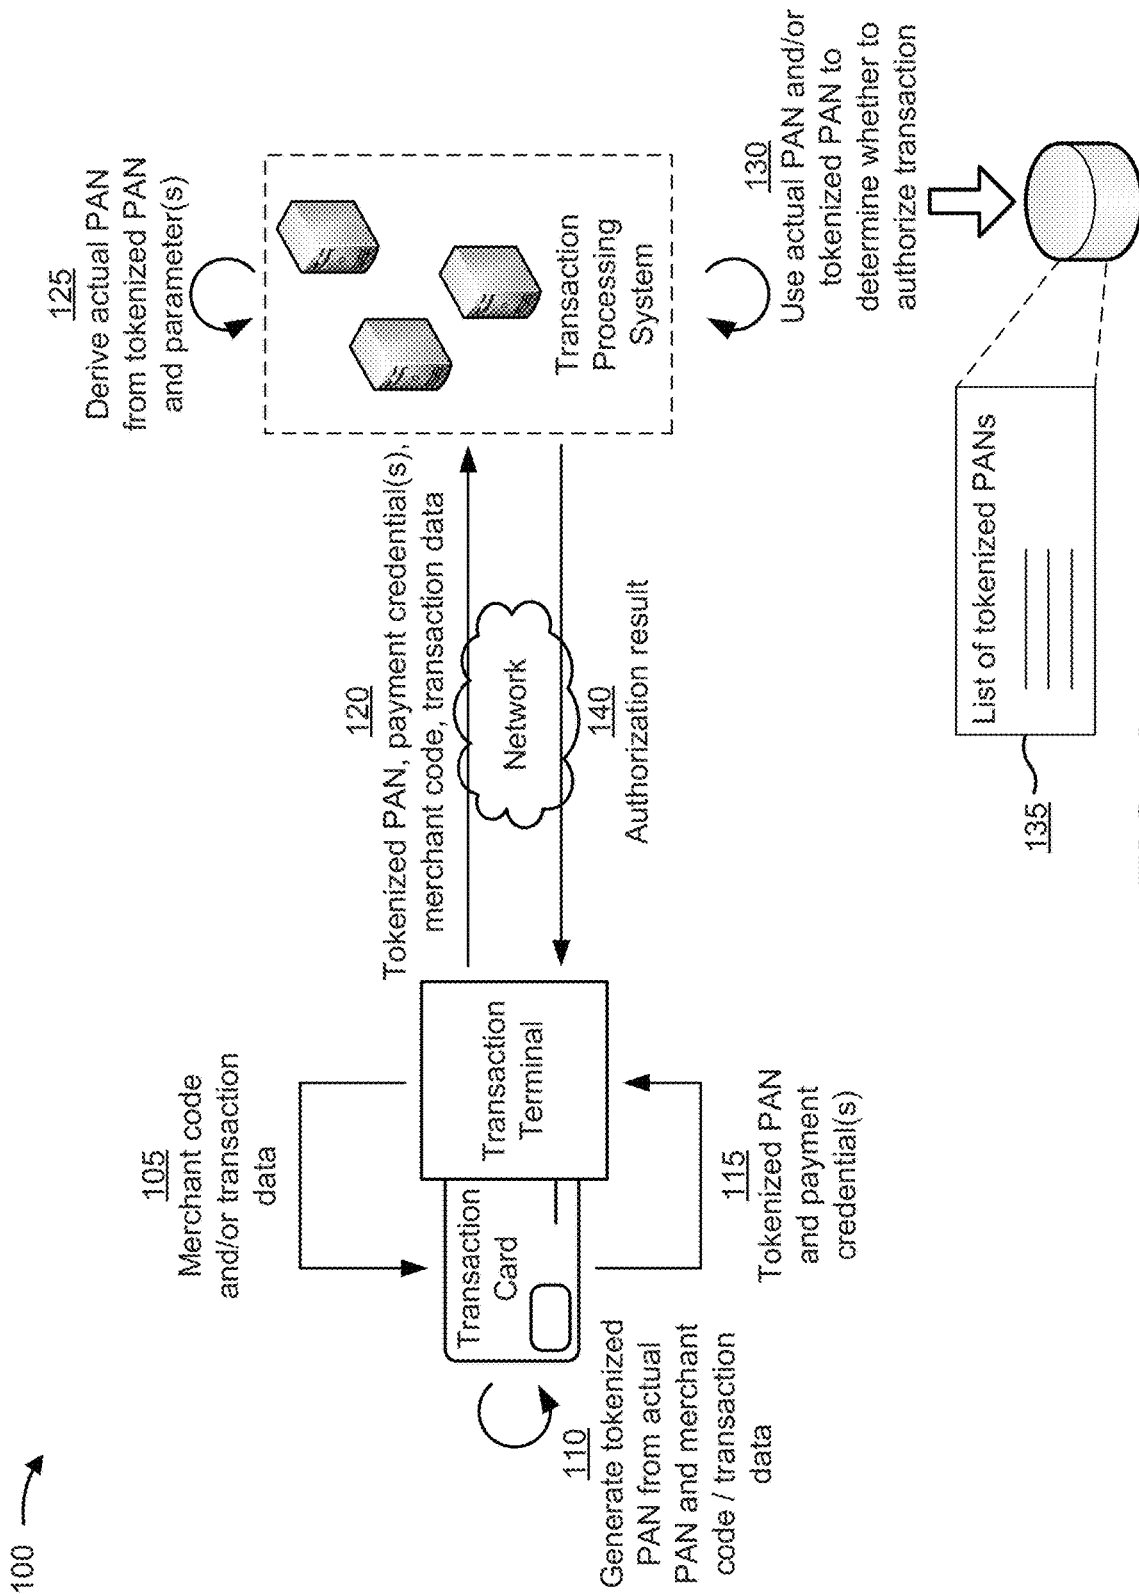 100
105
Merchant code
and/or transaction
data
Transaction
Card
Transaction
Terminal
110
Generate tokenized
PAN from actual
PAN and merchant
code / transaction
data
115
Tokenized PAN
and payment
credential(s)
120
Tokenized PAN, payment credential(s),
merchant code, transaction data
Network
140
Authorization result
125
Derive actual PAN
from tokenized PAN
and parameter(s)
Transaction
Processing
System
130
Use actual PAN and/or
tokenized PAN to
determine whether to
authorize transaction
List of tokenized PANs
135